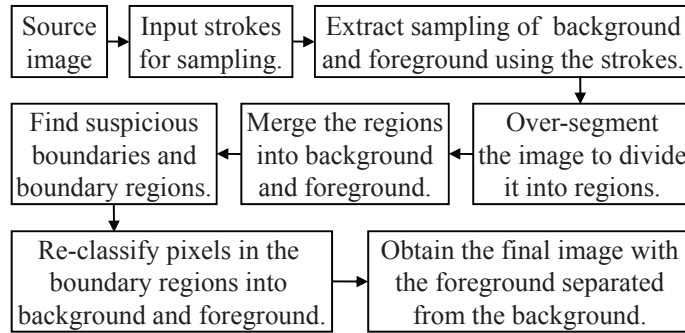 Source
image
Input strokes
for sampling.
Extract sampling of background
and foreground using the strokes.
Over-segment
the image to divide
it into regions.
Merge the regions
into background
and foreground.
Find suspicious
boundaries and
boundary regions.
Re-classify pixels in the
boundary regions into
background and foreground.
Obtain the final image with
the foreground separated
from the background.